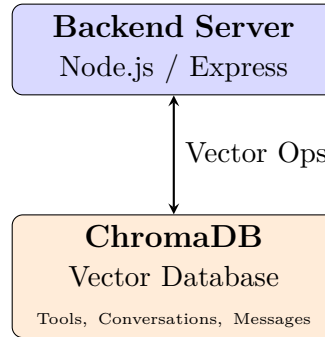 Backend Server
Node.js / Express
Vector Ops
ChromaDB
Vector Database
Tools, Conversations, Messages